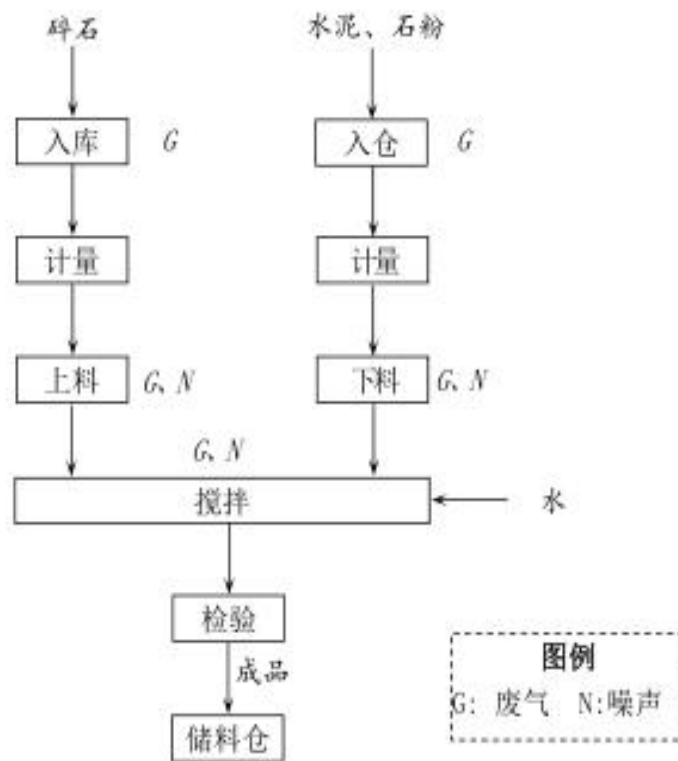 碎石 水泥、石粉
入库 G 入仓 G
计量 计量
上料 G、N 下料 G、N
G、N
搅拌 水
检验
成品
储料仓
图例
G: 废气 N:噪声